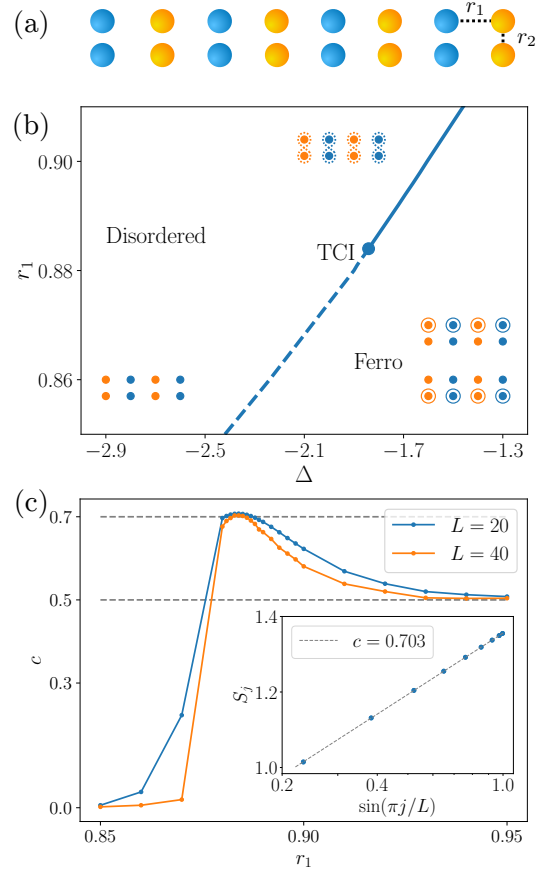 (a)
r₁
r₂
(b)
r₁
0.90
0.88
0.86
Disordered
TCI
Ferro
−2.9
−2.5
−2.1
−1.7
−1.3
Δ
(c)
c
0.7
0.5
0.3
0.0
L = 20
L = 40
S_j
1.4
1.2
1.0
c = 0.703
0.2
0.4
1.0
sin(πj/L)
0.85
0.90
0.95
r₁